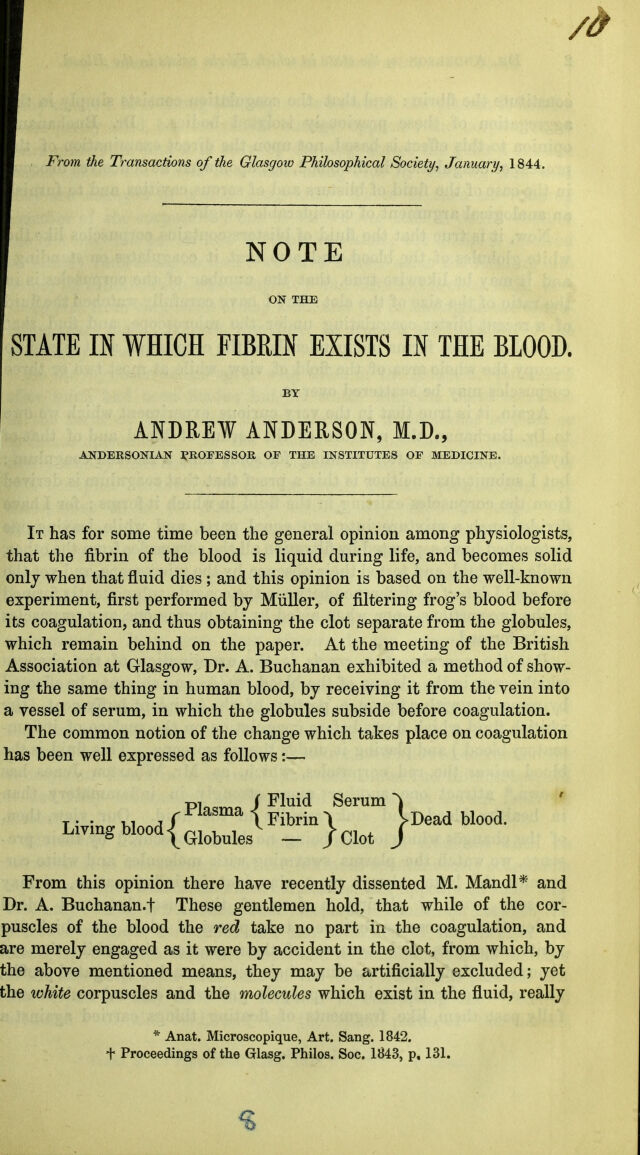 10
From the Transactions of the Glasgow Philosophical Society, January, 1844.
NOTE
ON THE
STATE IN WHICH FIBRIN EXISTS IN THE BLOOD.
BY
ANDREW ANDERSON, M.D.,
ANDERSONIAN PROFESSOR OF THE INSTITUTES OF MEDICINE.
It has for some time been the general opinion among physiologists,
that the fibrin of the blood is liquid during life, and becomes solid
only when that fluid dies; and this opinion is based on the well-known
experiment, first performed by Müller, of filtering frog's blood before
its coagulation, and thus obtaining the clot separate from the globules,
which remain behind on the paper. At the meeting of the British
Association at Glasgow, Dr. A. Buchanan exhibited a method of show-
ing the same thing in human blood, by receiving it from the vein into
a vessel of serum, in which the globules subside before coagulation.
The common notion of the change which takes place on coagulation
has been well expressed as follows:—
Living blood { Plasma { Fluid Serum } Dead blood.
Fibrin }
Globules — } Clot
From this opinion there have recently dissented M. Mandl* and
Dr. A. Buchanan.† These gentlemen hold, that while of the cor-
puscles of the blood the red take no part in the coagulation, and
are merely engaged as it were by accident in the clot, from which, by
the above mentioned means, they may be artificially excluded; yet
the white corpuscles and the molecules which exist in the fluid, really
* Anat. Microscopique, Art. Sang. 1842.
† Proceedings of the Glasg. Philos. Soc. 1843, p. 131.
8